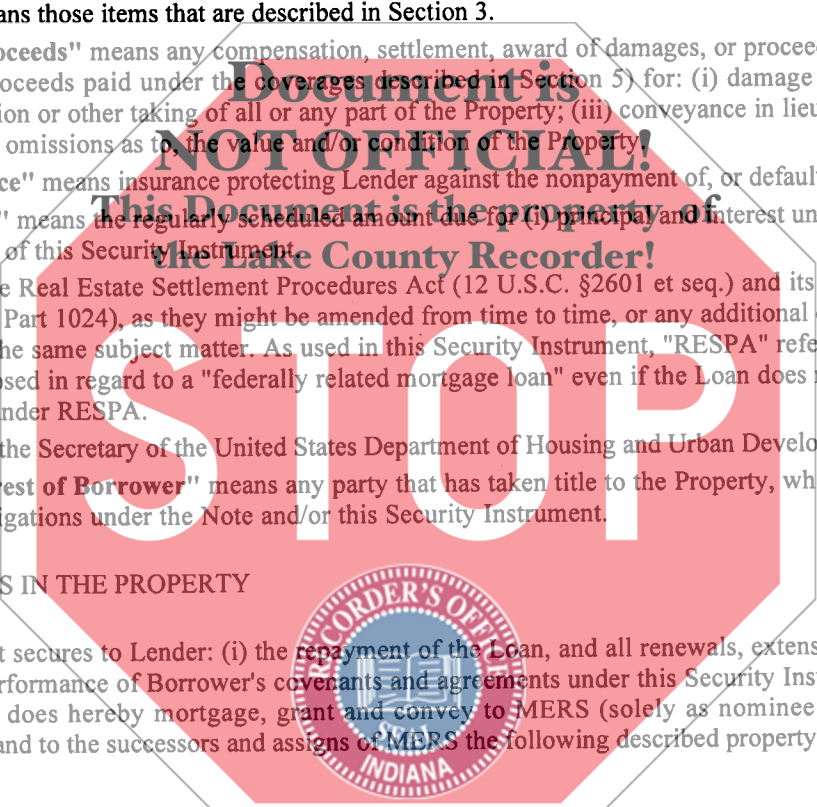 ans those items that are described in Section 3.
oceeds" means any compensation, settlement, award of damages, or procee
oceeds paid under the coverages described in Section 5) for: (i) damage
ion or other taking of all or any part of the Property; (iii) conveyance in lieu
omissions as to, the value and/or condition of the Property.
ce" means insurance protecting Lender against the nonpayment of, or defaul
" means the regularly scheduled amount due for (i) principal and interest un
of this Security Instrument.
e Real Estate Settlement Procedures Act (12 U.S.C. §2601 et seq.) and its
Part 1024), as they might be amended from time to time, or any additional
he same subject matter. As used in this Security Instrument, "RESPA" refe
osed in regard to a "federally related mortgage loan" even if the Loan does
nder RESPA.
the Secretary of the United States Department of Housing and Urban Develo
rest of Borrower" means any party that has taken title to the Property, wh
igations under the Note and/or this Security Instrument.
S IN THE PROPERTY
t secures to Lender: (i) the repayment of the Loan, and all renewals, extens
rformance of Borrower's covenants and agreements under this Security Ins
does hereby mortgage, grant and convey to MERS (solely as nominee
and to the successors and assigns of MERS the following described property
Document is
NOT OFFICIAL!
This Document is the property of
the Lake County Recorder!
STOP
RECORDER'S OFFICE
SEAL
INDIANA